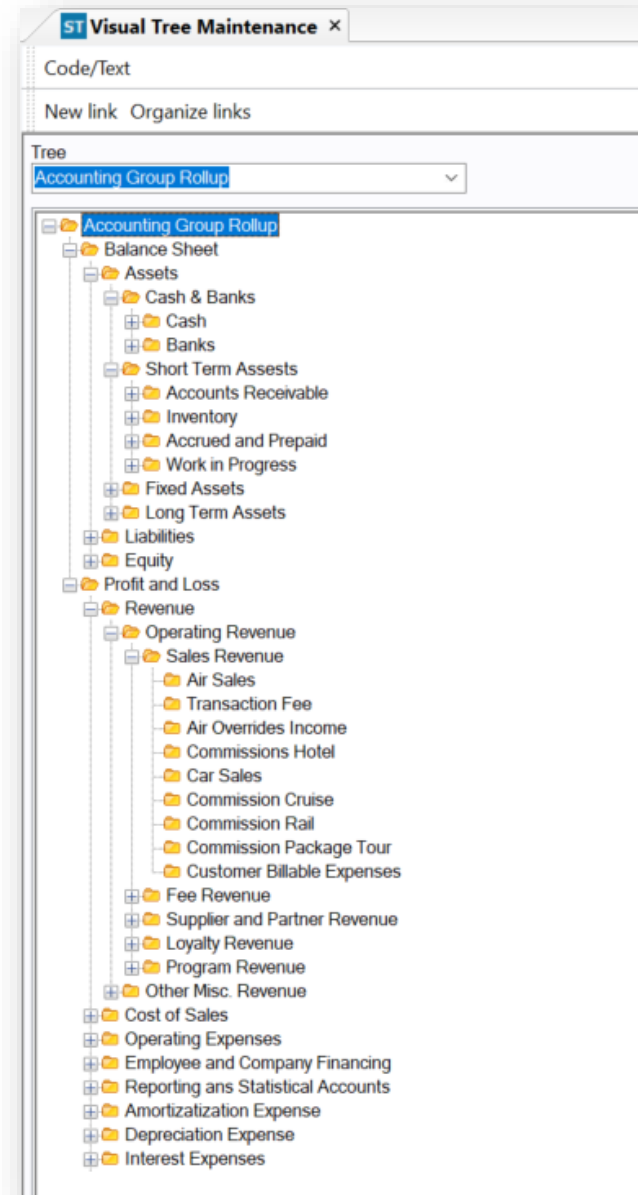 ST Visual Tree Maintenance ×
Code/Text
New link Organize links
Tree
Accounting Group Rollup
Accounting Group Rollup
Balance Sheet
Assets
Cash & Banks
Cash
Banks
Short Term Assests
Accounts Receivable
Inventory
Accrued and Prepaid
Work in Progress
Fixed Assets
Long Term Assets
Liabilities
Equity
Profit and Loss
Revenue
Operating Revenue
Sales Revenue
Air Sales
Transaction Fee
Air Overrides Income
Commissions Hotel
Car Sales
Commission Cruise
Commission Rail
Commission Package Tour
Customer Billable Expenses
Fee Revenue
Supplier and Partner Revenue
Loyalty Revenue
Program Revenue
Other Misc. Revenue
Cost of Sales
Operating Expenses
Employee and Company Financing
Reporting ans Statistical Accounts
Amortizatization Expense
Depreciation Expense
Interest Expenses